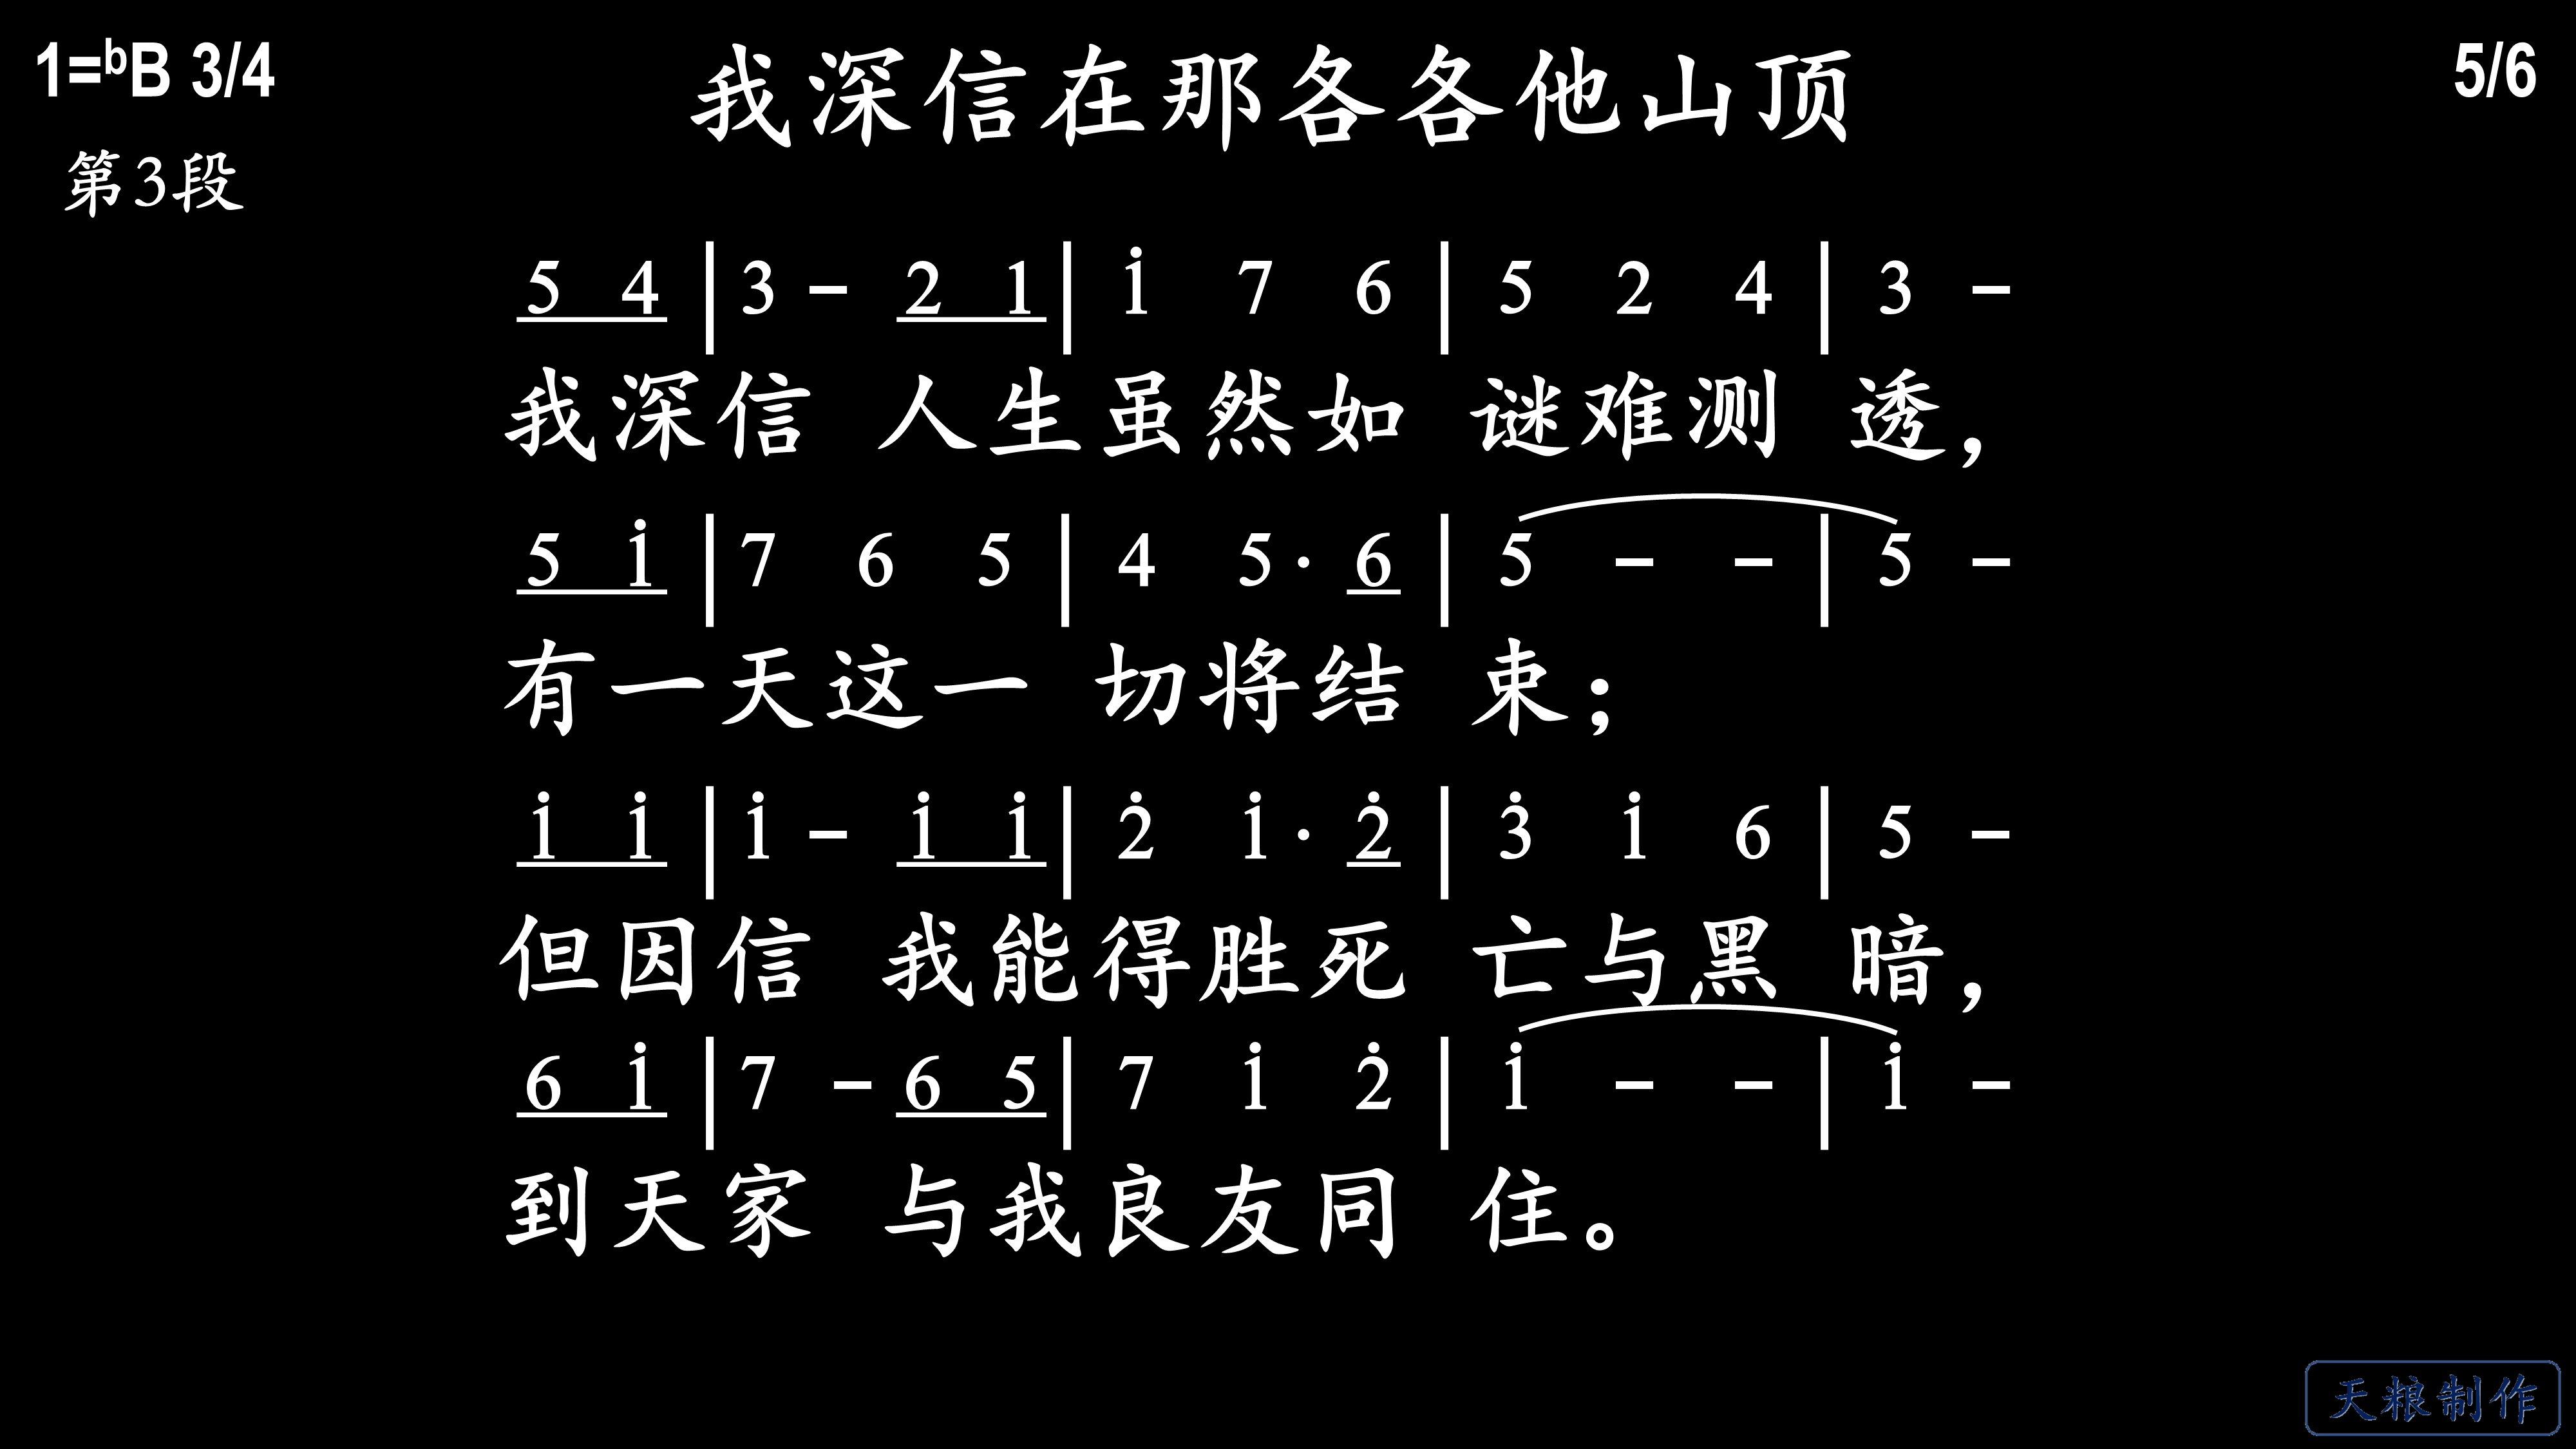 1=ᵇB 3/4
我深信在那各各他山顶
5/6
第3段
5 4 | 3 - 2 1 | i 7 6 | 5 2 4 | 3 -
我深信 人生虽然如 谜难测 透，
5 i | 7 6 5 | 4 5· 6 | 5 - - | 5 -
有一天这一 切将结 束；
i i | i - i i | 2̇ i· 2̇ | 3̇ i 6 | 5 -
但因信 我能得胜死 亡与黑 暗，
6 i | 7 - 6 5 | 7 i 2̇ | i - - | i -
到天家 与我良友同 住。
天粮制作